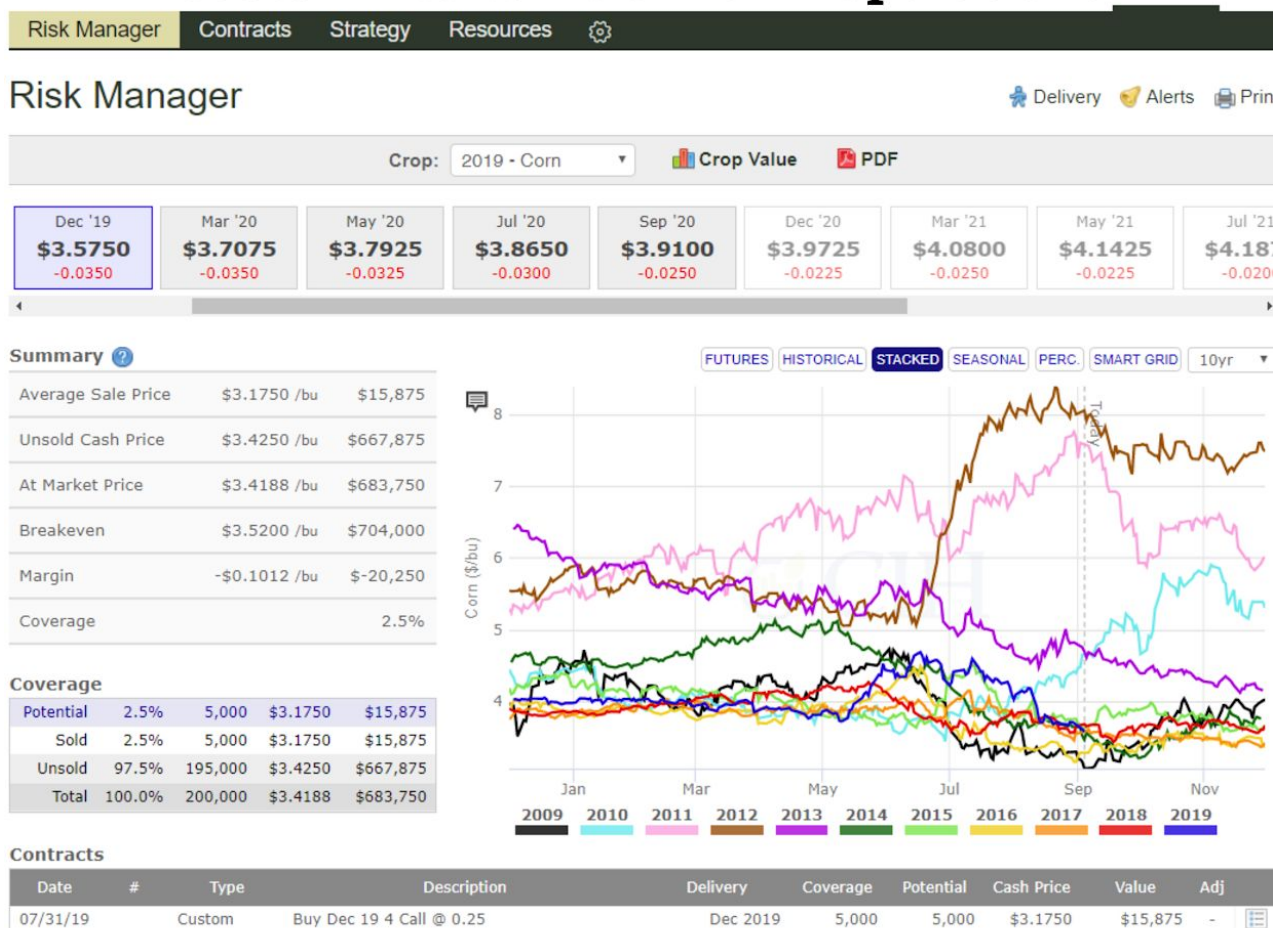 Risk Manager Contracts Strategy Resources
Risk Manager
Delivery Alerts Prin
Crop: 2019 - Corn Crop Value PDF
Dec '19 Mar '20 May '20 Jul '20 Sep '20 Dec '20 Mar '21 May '21 Jul '21
$3.5750 $3.7075 $3.7925 $3.8650 $3.9100 $3.9725 $4.0800 $4.1425 $4.187
-0.0350 -0.0350 -0.0325 -0.0300 -0.0250 -0.0225 -0.0250 -0.0225 -0.0200
Summary ?
FUTURES HISTORICAL STACKED SEASONAL PERC. SMART GRID 10yr
Average Sale Price $3.1750 /bu $15,875
Unsold Cash Price $3.4250 /bu $667,875
At Market Price $3.4188 /bu $683,750
Breakeven $3.5200 /bu $704,000
Margin -$0.1012 /bu $-20,250
Coverage 2.5%
Corn ($/bu)
8
7
6
5
4
Today
CIH
Jan Mar May Jul Sep Nov
2009 2010 2011 2012 2013 2014 2015 2016 2017 2018 2019
Coverage
Potential 2.5% 5,000 $3.1750 $15,875
Sold 2.5% 5,000 $3.1750 $15,875
Unsold 97.5% 195,000 $3.4250 $667,875
Total 100.0% 200,000 $3.4188 $683,750
Contracts
Date # Type Description Delivery Coverage Potential Cash Price Value Adj
07/31/19 Custom Buy Dec 19 4 Call @ 0.25 Dec 2019 5,000 5,000 $3.1750 $15,875 -